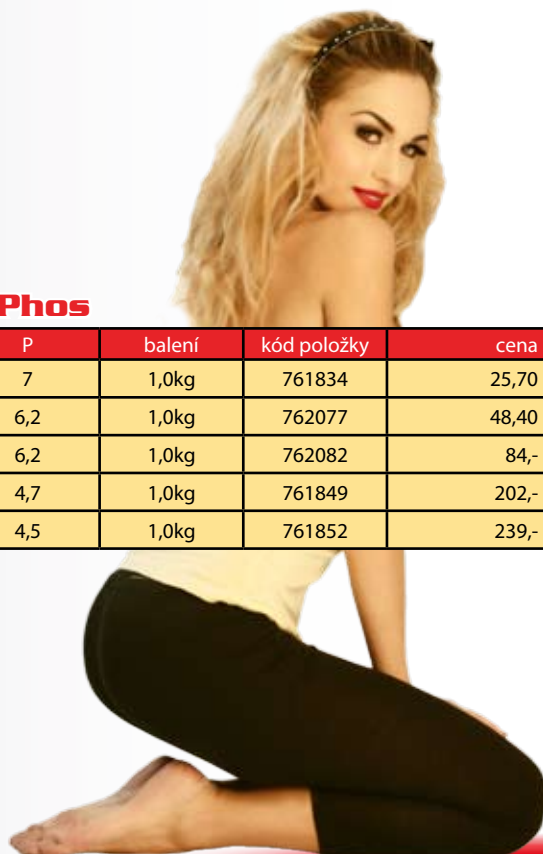 Phos
P balení kód položky cena
7 1,0kg 761834 25,70
6,2 1,0kg 762077 48,40
6,2 1,0kg 762082 84,-
4,7 1,0kg 761849 202,-
4,5 1,0kg 761852 239,-